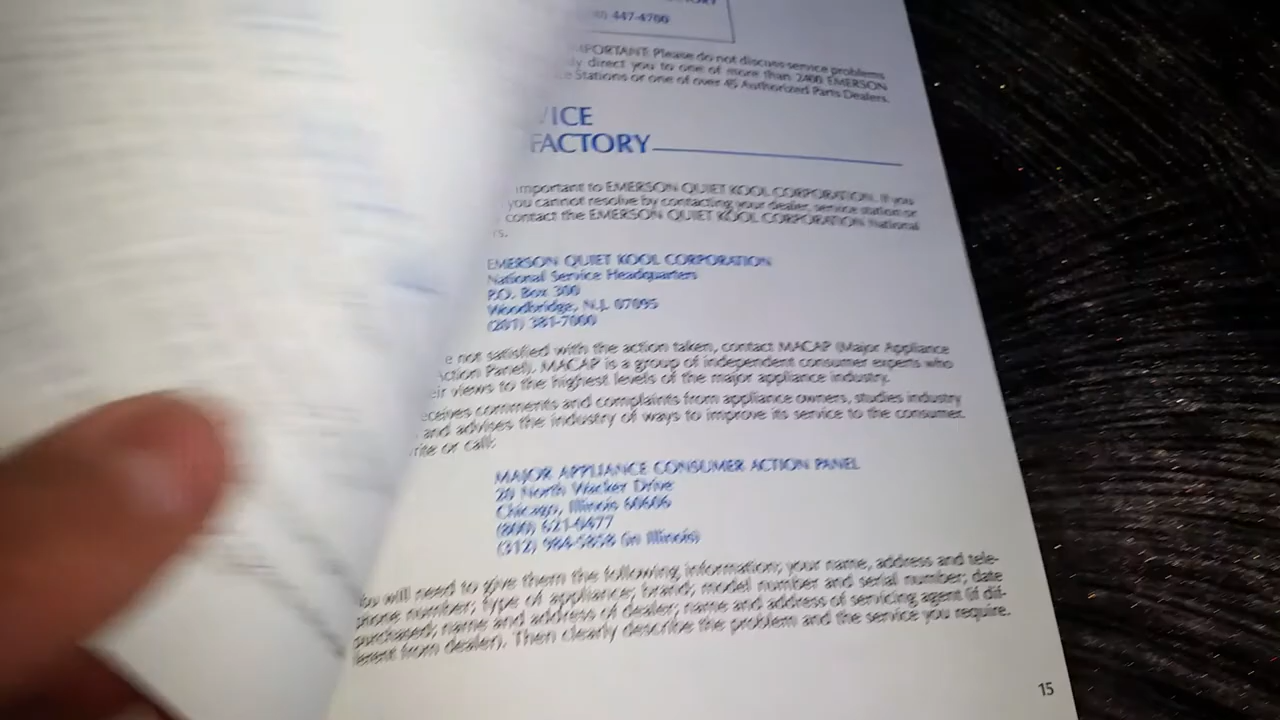 447-4700
IMPORTANT: Please do not discuss service problems
direct you to one of more than 2400 EMERSON
Stations or one of over 45 Authorized Parts Dealers.
VICE
FACTORY
important to EMERSON QUIET KOOL CORPORATION. If you
you cannot resolve by contacting your dealer, service station or
contact the EMERSON QUIET KOOL CORPORATION National
rs.
EMERSON QUIET KOOL CORPORATION
National Service Headquarters
P.O. Box 300
Woodbridge, N.J. 07095
(201) 381-7000
e not satisfied with the action taken, contact MACAP (Major Appliance
ction Panel). MACAP is a group of independent consumer experts who
eir views to the highest levels of the major appliance industry.
eceives comments and complaints from appliance owners, studies industry
and advises the industry of ways to improve its service to the consumer.
rite or call:
MAJOR APPLIANCE CONSUMER ACTION PANEL
20 North Wacker Drive
Chicago, Illinois 60606
(312) 984-5858 (in Illinois)
You will need to give them the following information; your name, address and tele-
phone number; type of appliance; brand; model number and serial number; date
purchased; name and address of dealer; name and address of servicing agent (if dif-
ferent from dealer). Then clearly describe the problem and the service you require.
15